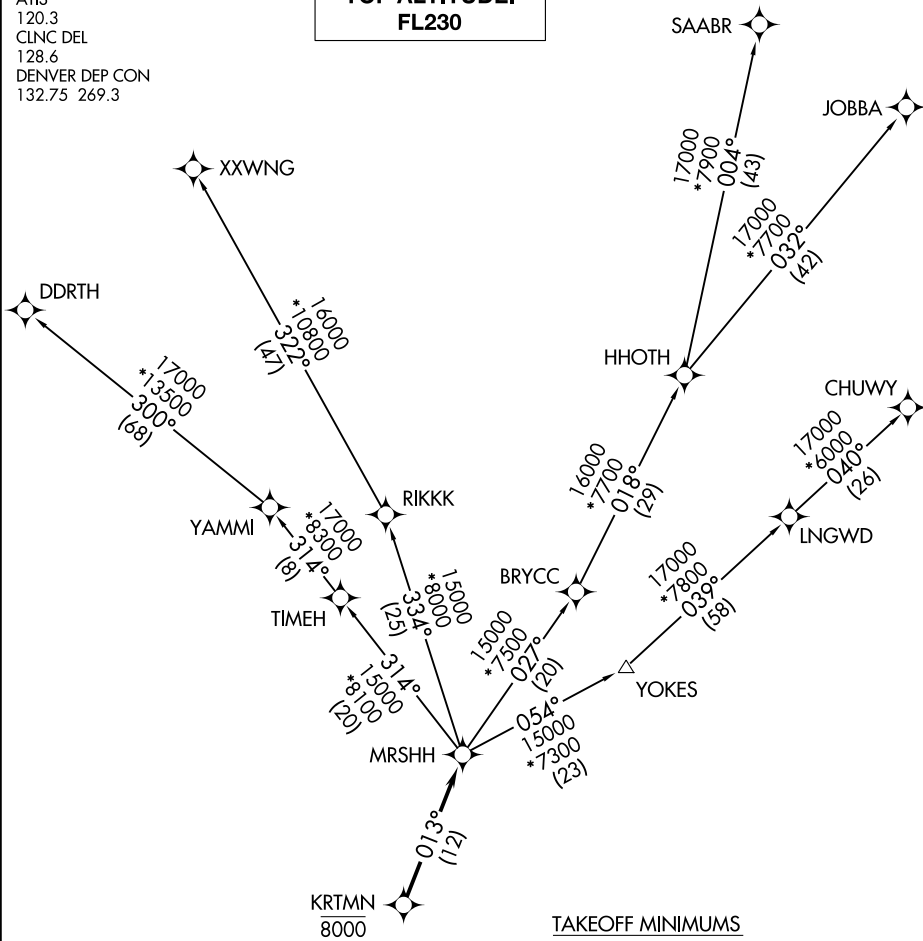 ATIS
120.3
CLNC DEL
128.6
DENVER DEP CON
132.75 269.3
TOP ALTITUDE:
FL230
SAABR
JOBBA
17000
*7900
004°
(43)
17000
*7700
032°
(42)
XXWNG
DDRTH
16000
*10800
322°
(47)
17000
*13500
300°
(68)
HHOTH
CHUWY
17000
*6000
040°
(26)
16000
*7700
018°
(29)
RIKKK
YAMMI
LNGWD
17000
*8300
314°
(8)
BRYCC
17000
*7800
039°
(58)
TIMEH
15000
*8000
334°
(25)
15000
*7500
027°
(20)
314°
15000
*8100
(20)
YOKES
054°
15000
*7300
(23)
MRSHH
013°
(12)
KRTMN
8000
TAKEOFF MINIMUMS